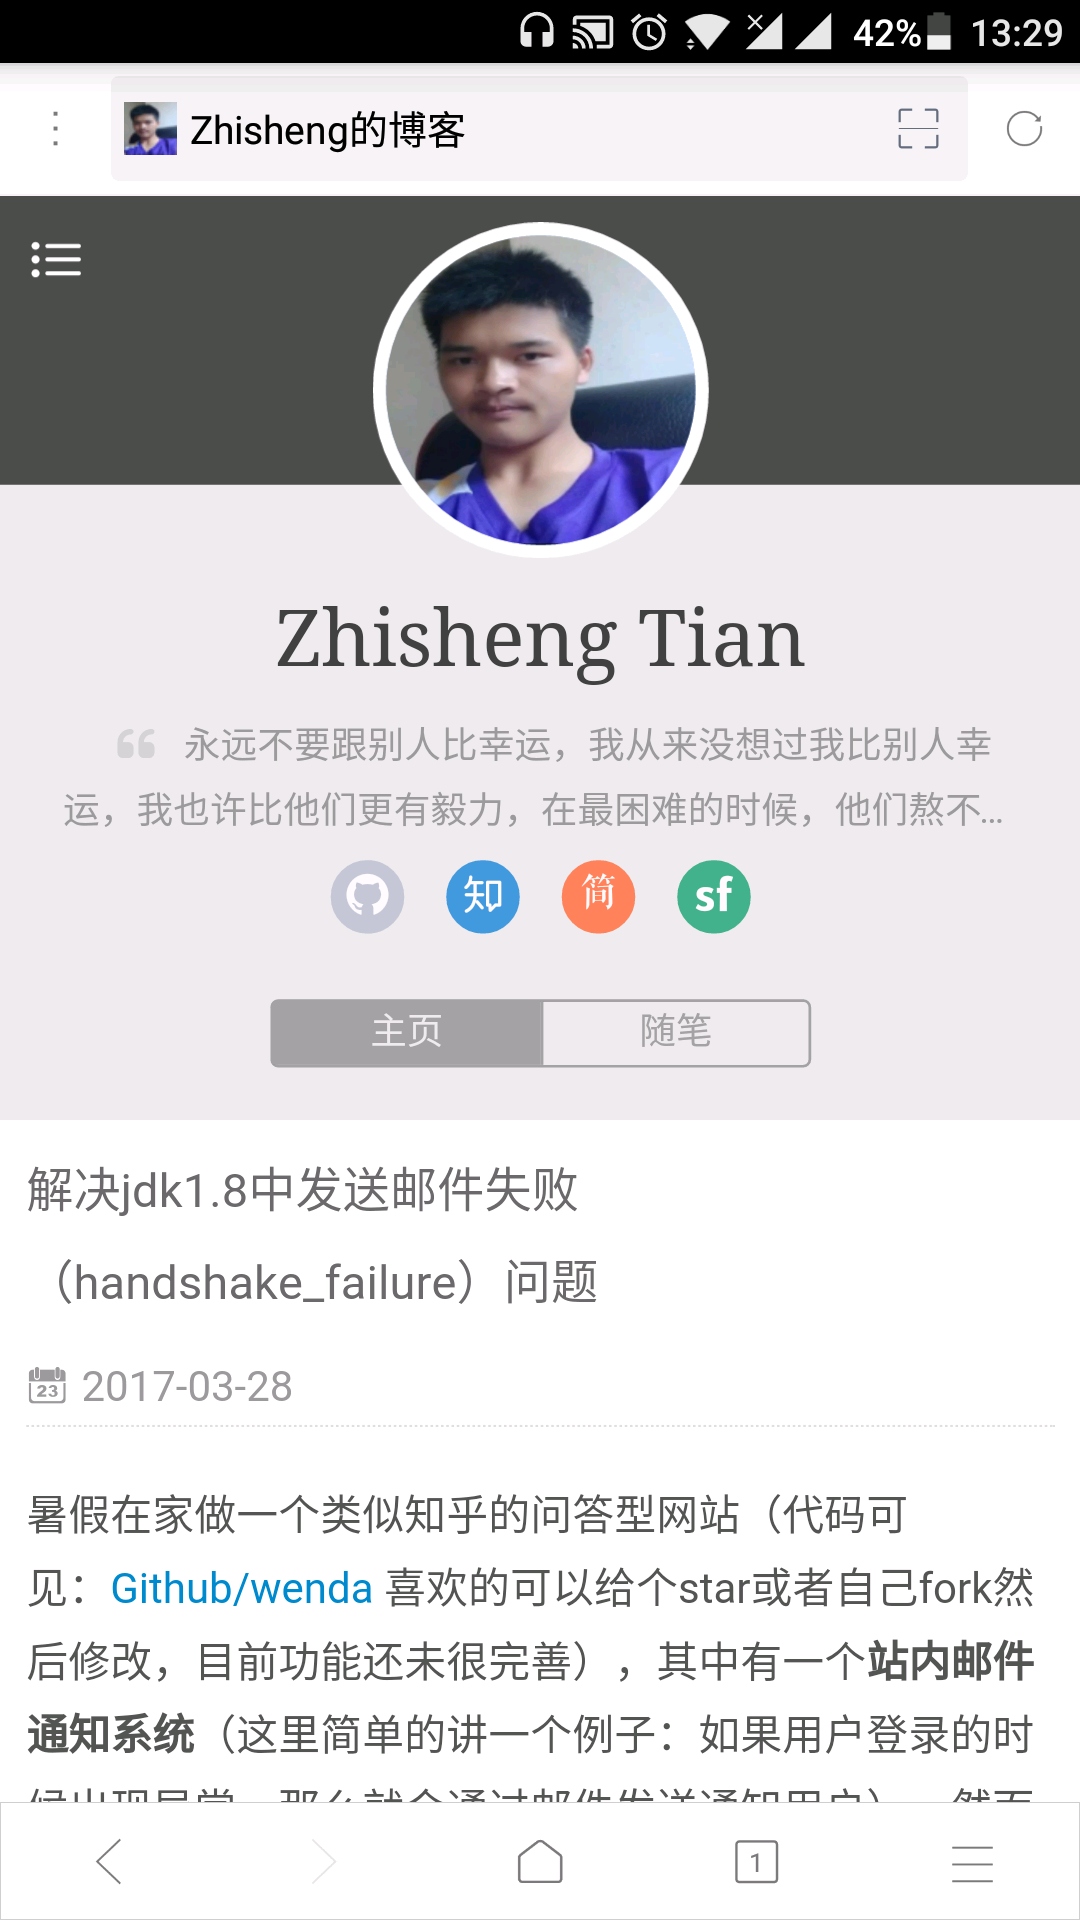 42% 13:29
Zhisheng的博客
Zhisheng Tian
永远不要跟别人比幸运，我从来没想过我比别人幸
运，我也许比他们更有毅力，在最困难的时候，他们熬不...
知 简 sf
主页 随笔
解决jdk1.8中发送邮件失败
（handshake_failure）问题
23 2017-03-28
暑假在家做一个类似知乎的问答型网站（代码可
见：Github/wenda 喜欢的可以给个star或者自己fork然
后修改，目前功能还未很完善），其中有一个站内邮件
通知系统（这里简单的讲一个例子：如果用户登录的时
1